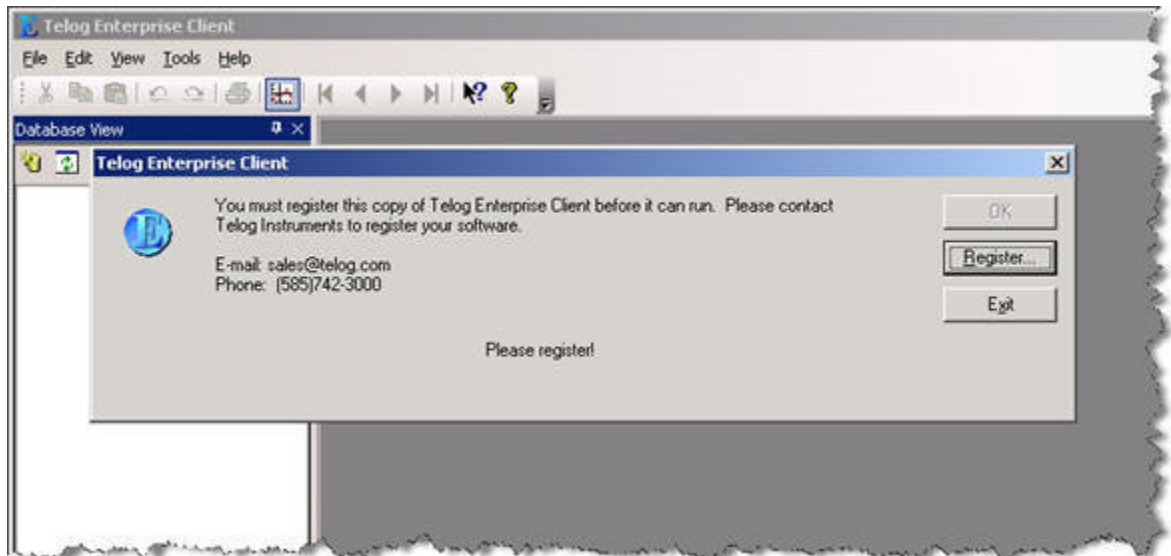 Telog Enterprise Client
File Edit View Tools Help
Database View
Telog Enterprise Client
You must register this copy of Telog Enterprise Client before it can run. Please contact
Telog Instruments to register your software.
E-mail: sales@telog.com
Phone: (585)742-3000
Please register!
OK
Register...
Exit